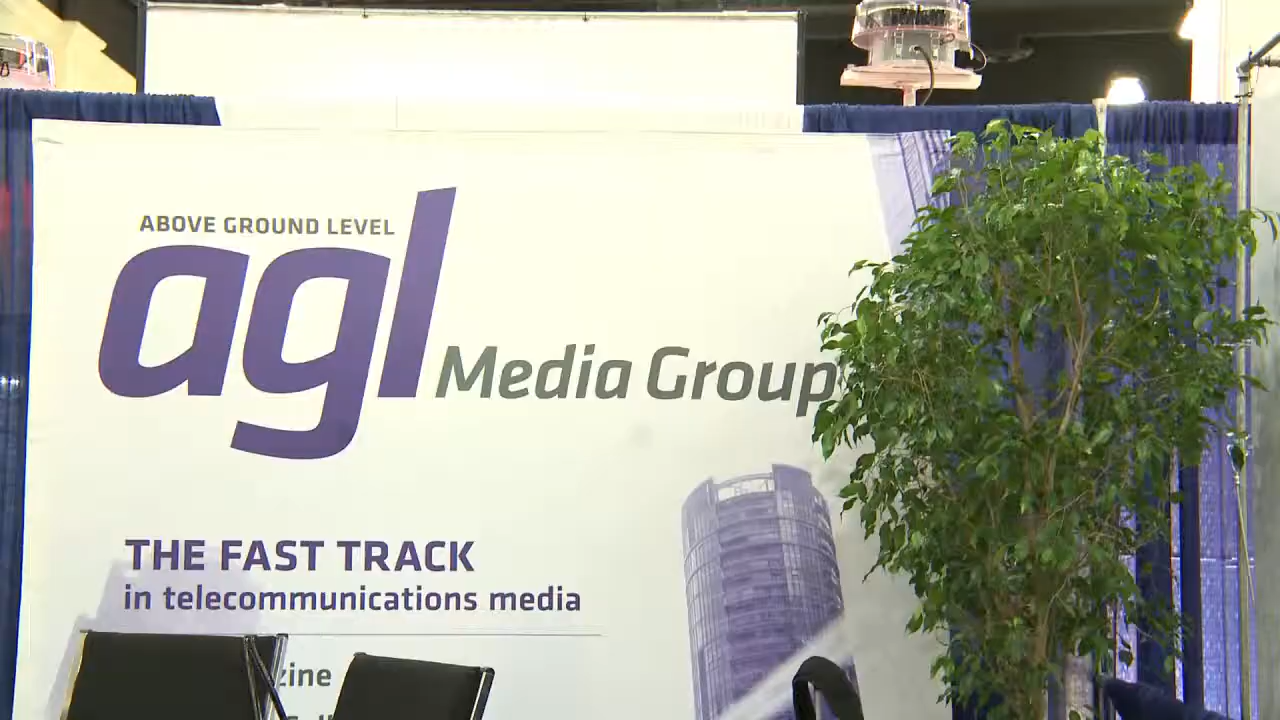 ABOVE GROUND LEVEL
agl Media Group
THE FAST TRACK
in telecommunications media